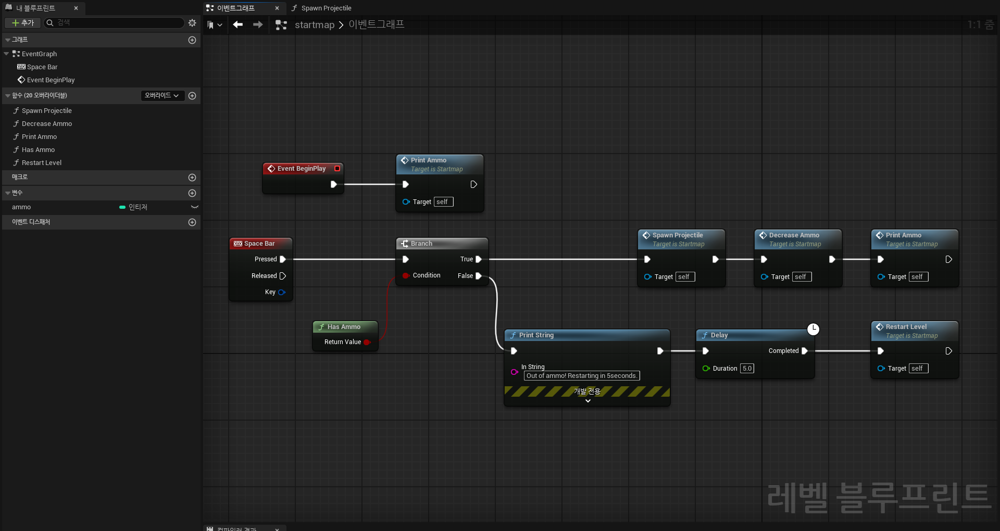 내 블루프린트
추가
검색
그래프
EventGraph
Space Bar
Event BeginPlay
함수 (20 오버라이더블)
오버라이드
Spawn Projectile
Decrease Ammo
Print Ammo
Has Ammo
Restart Level
매크로
변수
ammo
인티저
이벤트 디스패처
이벤트그래프
Spawn Projectile
startmap > 이벤트그래프
1:1 줌
Event BeginPlay
Print Ammo
Target is Startmap
Target self
Space Bar
Pressed
Released
Key
Branch
True
Condition
False
Has Ammo
Return Value
Spawn Projectile
Target is Startmap
Target self
Decrease Ammo
Target is Startmap
Target self
Print Ammo
Target is Startmap
Target self
Print String
In String
Out of ammo! Restarting in 5seconds.
개발 전용
Delay
Completed
Duration 5.0
Restart Level
Target is Startmap
Target self
레벨 블루프린트
컴파일러 결과